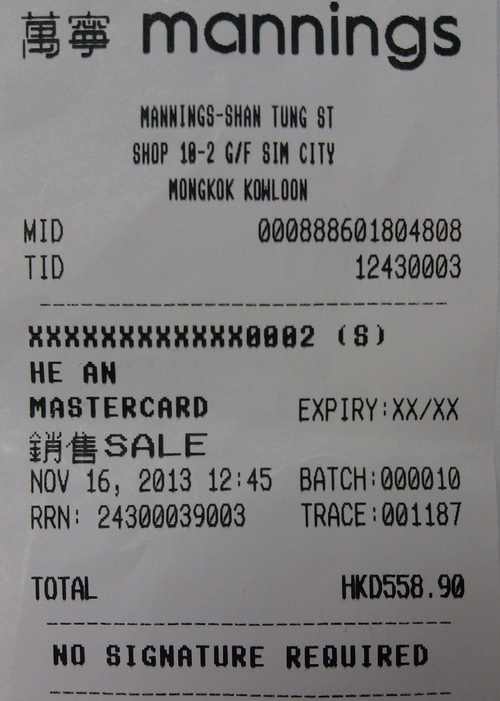 萬寧 mannings
MANNINGS-SHAN TUNG ST
SHOP 10-2 G/F SIM CITY
MONGKOK KOWLOON
MID 000888601804808
TID 12430003
XXXXXXXXXXXX0002 (S)
HE AN
MASTERCARD EXPIRY:XX/XX
銷售SALE
NOV 16, 2013 12:45 BATCH:000010
RRN: 24300039003 TRACE:001187
TOTAL HKD558.90
NO SIGNATURE REQUIRED